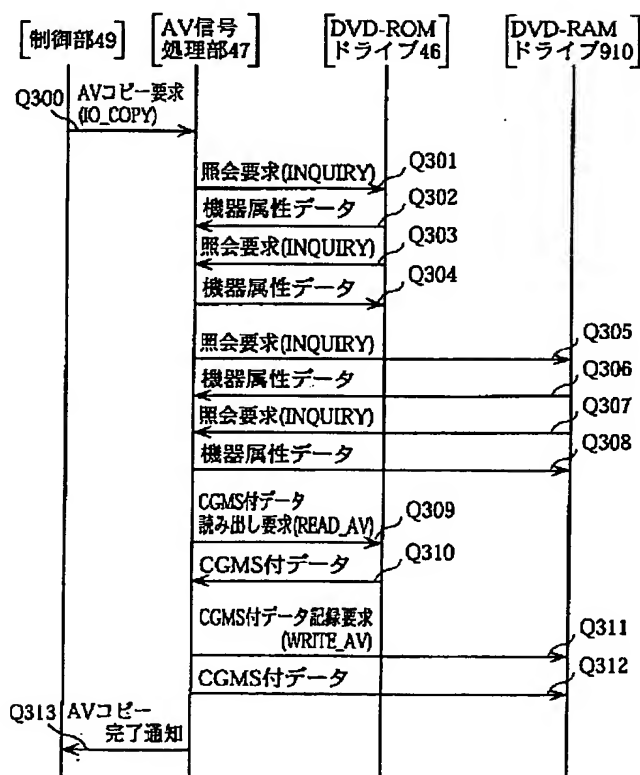 制御部49
AV信号
処理部47
DVD-ROM
ドライブ46
DVD-RAM
ドライブ910
Q300
AVコピー要求
(IO_COPY)
照会要求(INQUIRY)
Q301
機器属性データ
Q302
照会要求(INQUIRY)
Q303
機器属性データ
Q304
照会要求(INQUIRY)
Q305
機器属性データ
Q306
照会要求(INQUIRY)
Q307
機器属性データ
Q308
CGMS付データ
読み出し要求(READ_AV)
Q309
CGMS付データ
Q310
CGMS付データ記録要求
(WRITE_AV)
Q311
CGMS付データ
Q312
Q313
AVコピー
完了通知